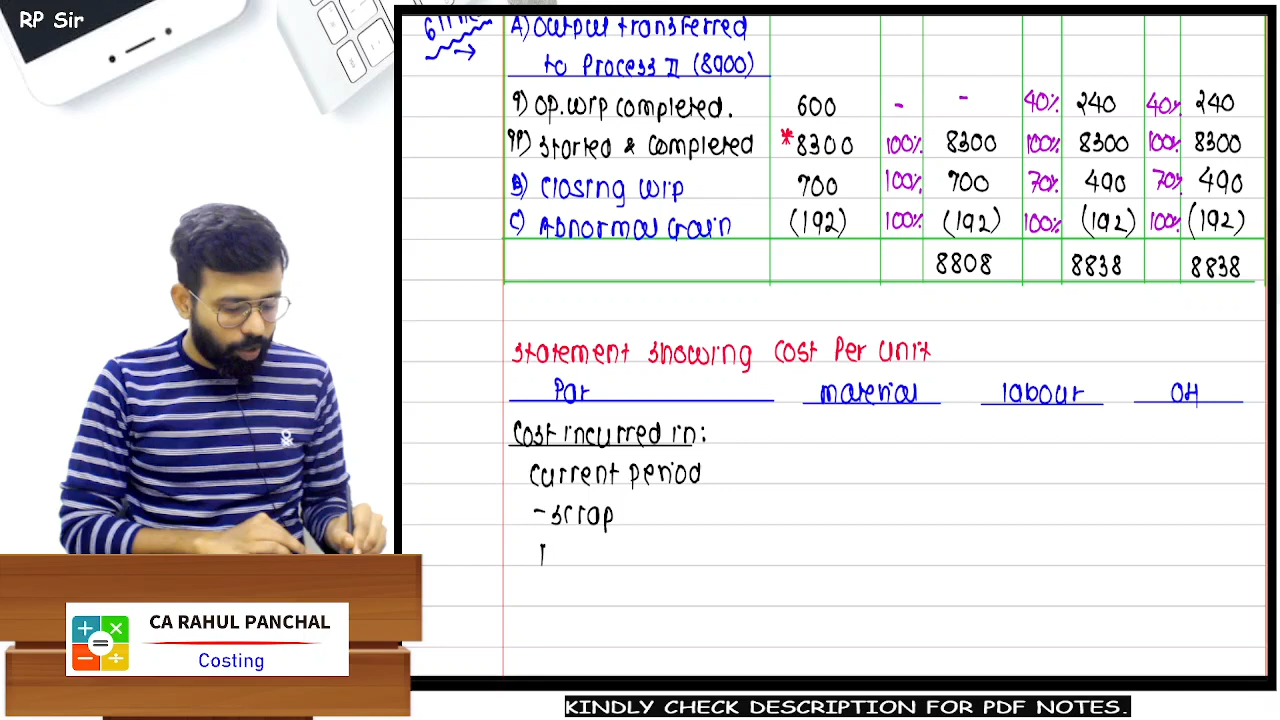 RP Sir
A) Output transferred
to Process II (8900)
i) OP. WIP completed. 600 - - 40% 240 40% 240
ii) Started & Completed *8300 100% 8300 100% 8300 100% 8300
B) Closing WIP 700 100% 700 70% 490 70% 490
C) Abnormal Gain (192) 100% (192) 100% (192) 100% (192)
8808 8838 8838
Statement Showing Cost Per Unit
Par Material Labour OH
Cost incurred in:
Current period
- Scrap
CA RAHUL PANCHAL
Costing
KINDLY CHECK DESCRIPTION FOR PDF NOTES.